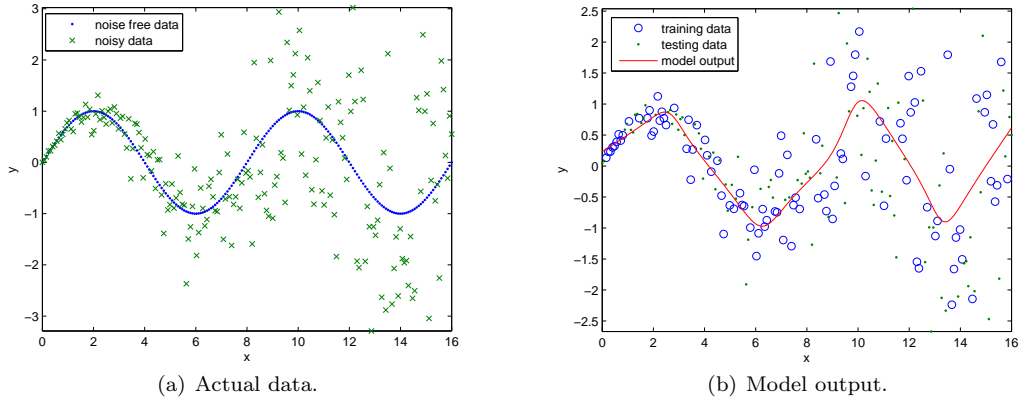 3
2
1
0
−1
−2
−3
y
noise free data
noisy data
0 2 4 6 8 10 12 14 16
x
(a) Actual data.
2.5
2
1.5
1
0.5
0
−0.5
−1
−1.5
−2
−2.5
y
training data
testing data
model output
0 2 4 6 8 10 12 14 16
x
(b) Model output.